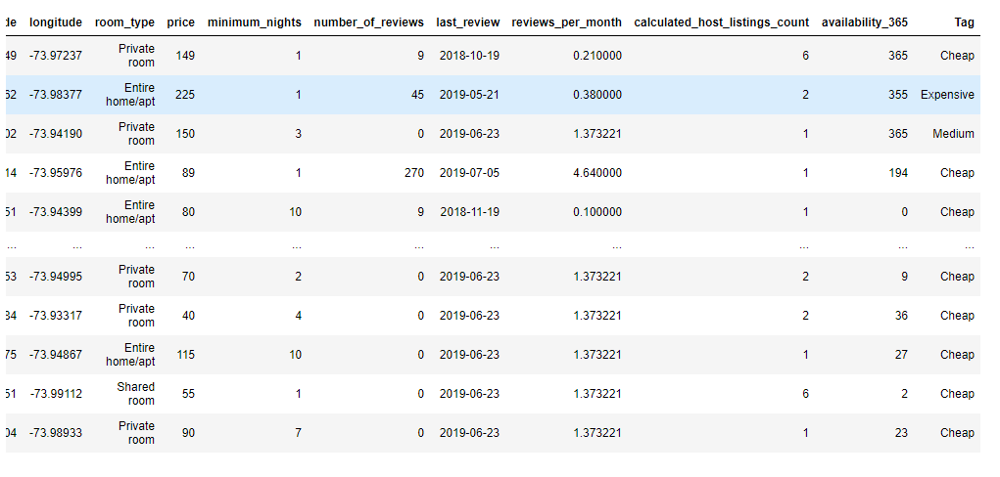 de longitude room_type price minimum_nights number_of_reviews last_review reviews_per_month calculated_host_listings_count availability_365 Tag
49 -73.97237 Private room 149 1 9 2018-10-19 0.210000 6 365 Cheap
62 -73.98377 Entire home/apt 225 1 45 2019-05-21 0.380000 2 355 Expensive
02 -73.94190 Private room 150 3 0 2019-06-23 1.373221 1 365 Medium
14 -73.95976 Entire home/apt 89 1 270 2019-07-05 4.640000 1 194 Cheap
51 -73.94399 Entire home/apt 80 10 9 2018-11-19 0.100000 1 0 Cheap
... ... ... ... ... ... ... ... ... ... ...
53 -73.94995 Private room 70 2 0 2019-06-23 1.373221 2 9 Cheap
34 -73.93317 Private room 40 4 0 2019-06-23 1.373221 2 36 Cheap
75 -73.94867 Entire home/apt 115 10 0 2019-06-23 1.373221 1 27 Cheap
51 -73.99112 Shared room 55 1 0 2019-06-23 1.373221 6 2 Cheap
04 -73.98933 Private room 90 7 0 2019-06-23 1.373221 1 23 Cheap